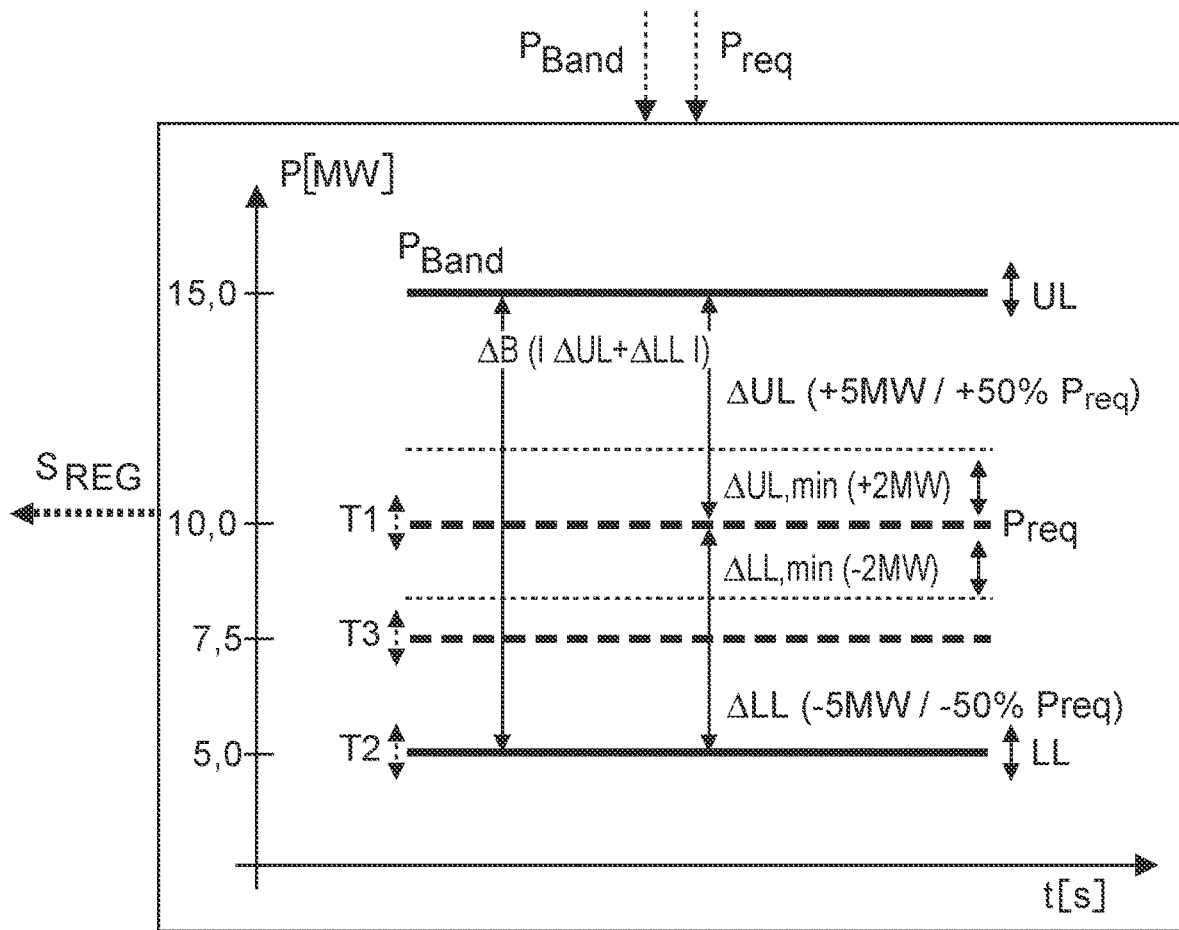 P_Band P_req
P[MW]
P_Band
15,0 UL
ΔB (I ΔUL+ΔLL I)
ΔUL (+5MW / +50% P_req)
S_REG
ΔUL,min (+2MW)
10,0 T1 P_req
ΔLL,min (-2MW)
7,5 T3
ΔLL (-5MW / -50% Preq)
5,0 T2 LL
t[s]